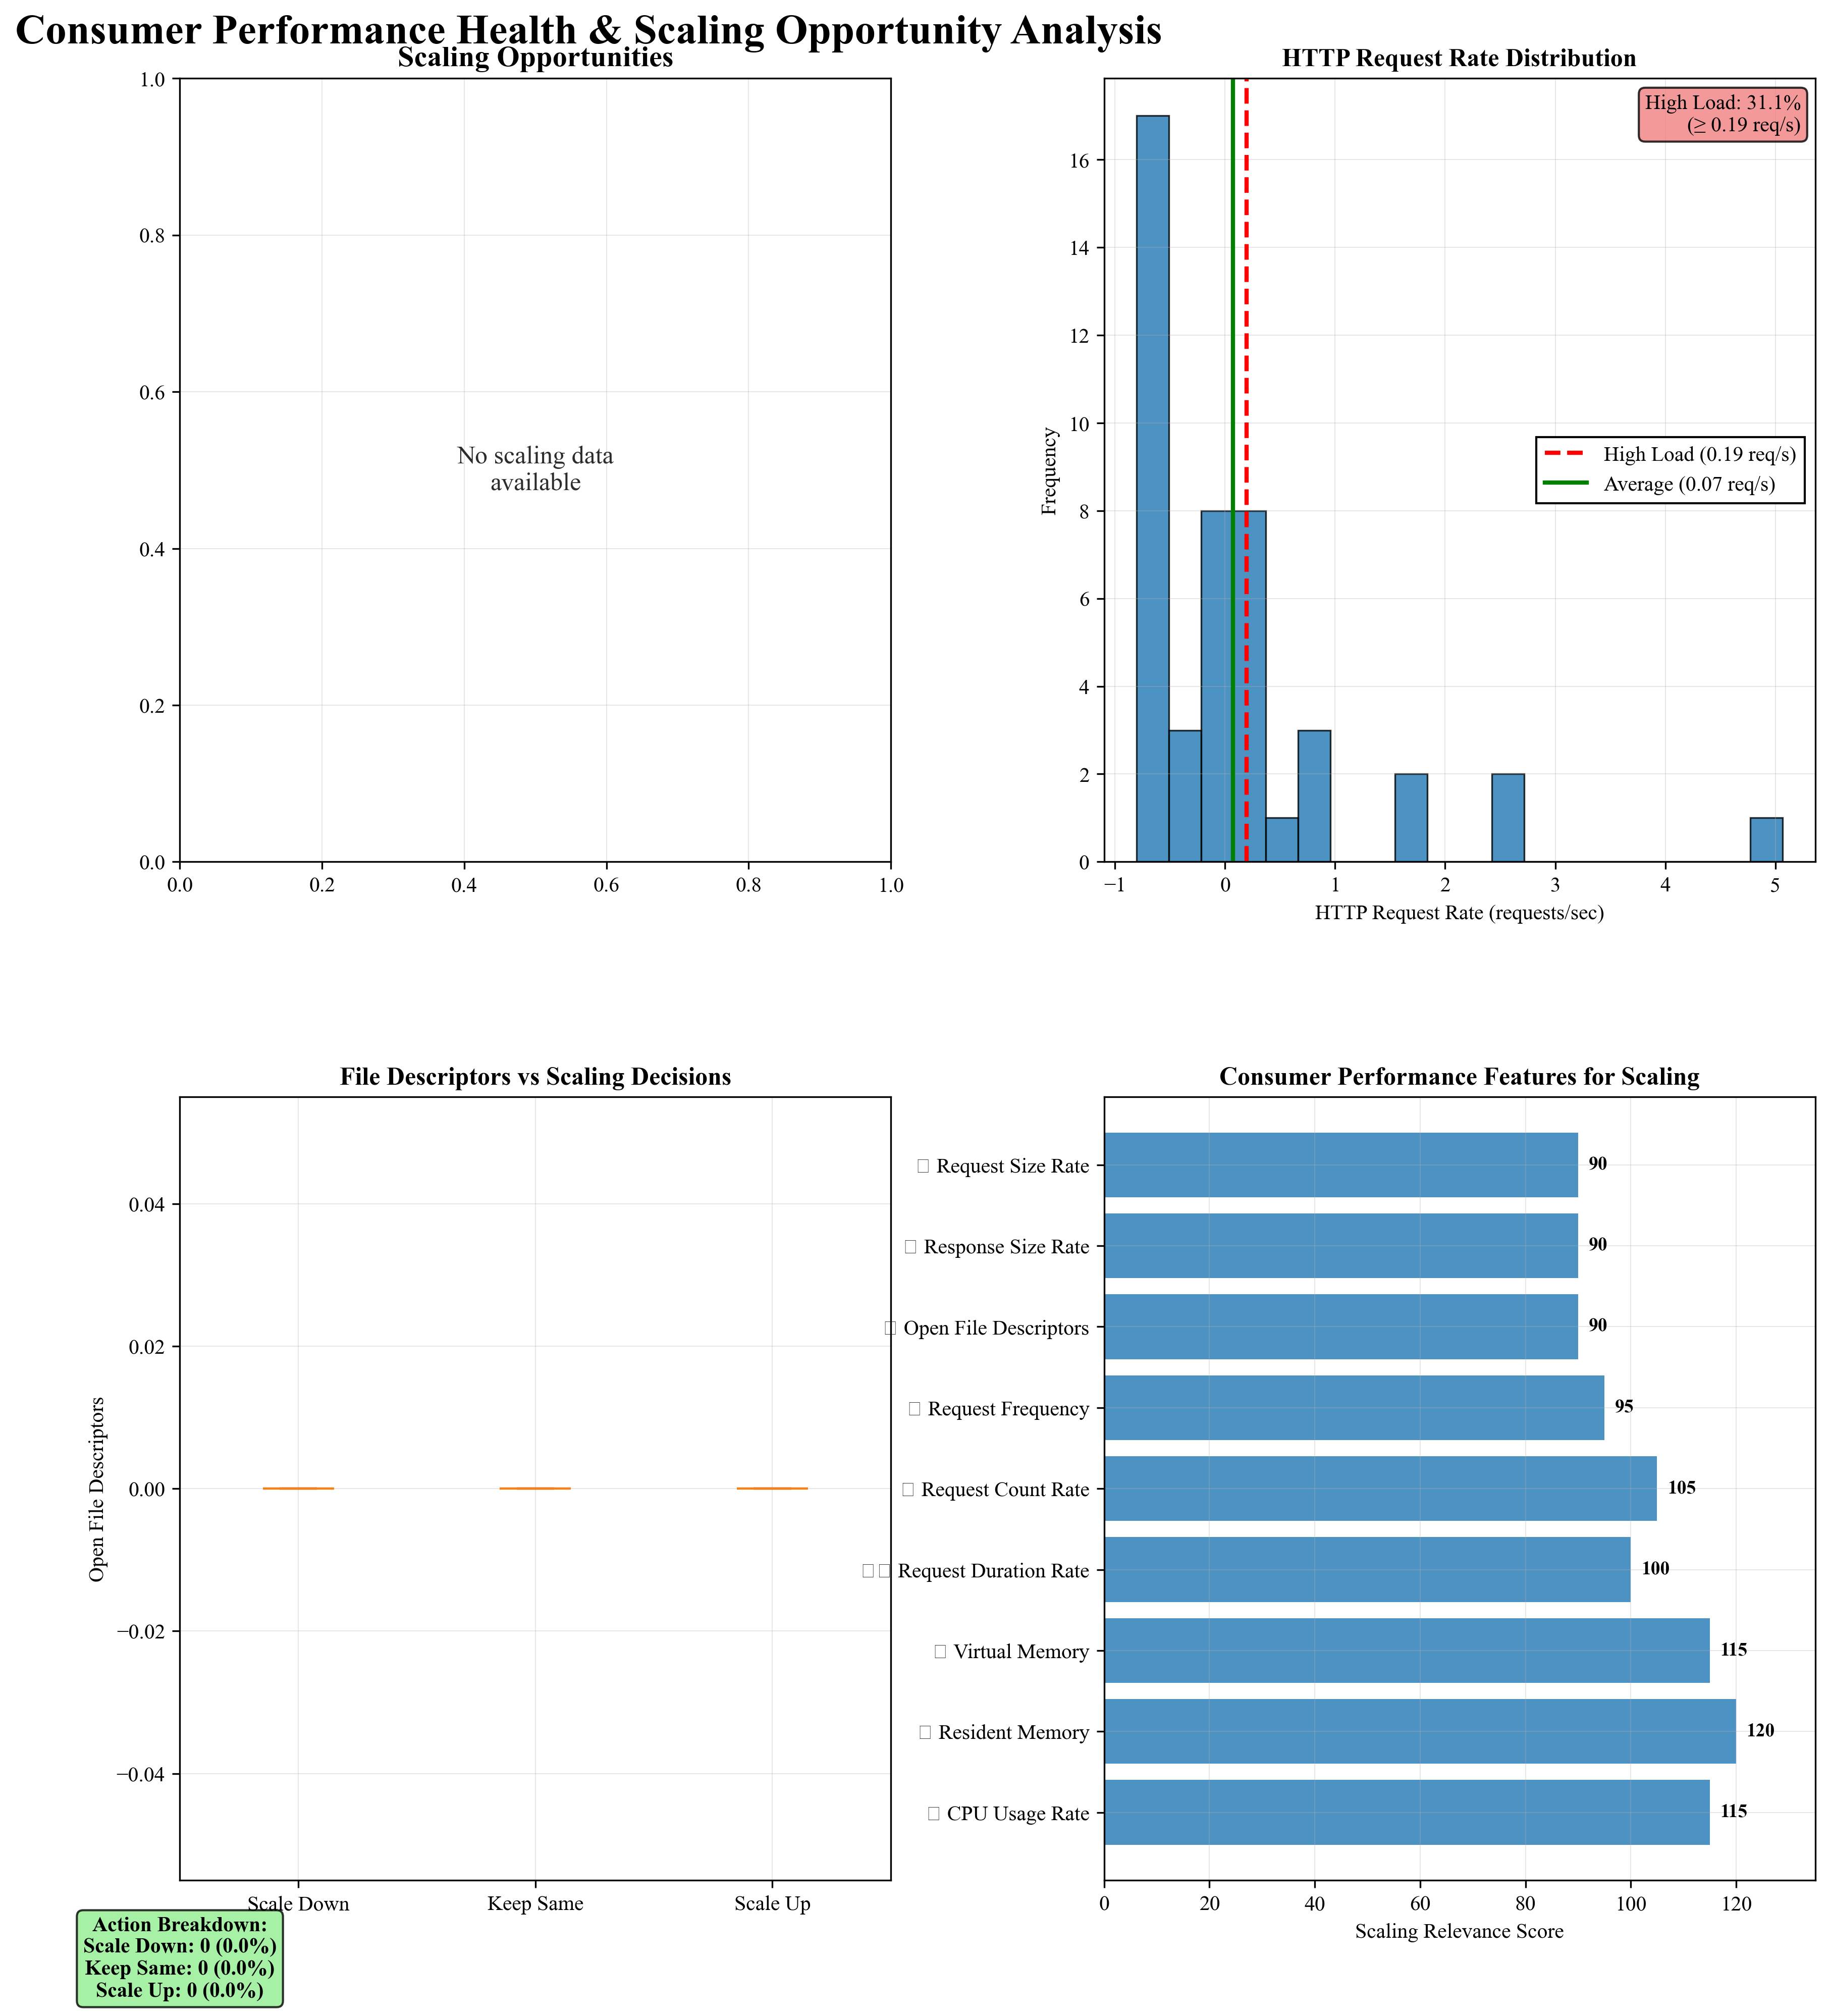 Consumer Performance Health & Scaling Opportunity Analysis
Scaling Opportunities
1.0
0.8
0.6
0.4
0.2
0.0
No scaling data
available
0.0 0.2 0.4 0.6 0.8 1.0
HTTP Request Rate Distribution
High Load: 31.1%
(≥ 0.19 req/s)
Frequency
16
14
12
10
8
6
4
2
0
High Load (0.19 req/s)
Average (0.07 req/s)
−1 0 1 2 3 4 5
HTTP Request Rate (requests/sec)
File Descriptors vs Scaling Decisions
Open File Descriptors
0.04
0.02
0.00
−0.02
−0.04
Scale Down Keep Same Scale Up
Action Breakdown:
Scale Down: 0 (0.0%)
Keep Same: 0 (0.0%)
Scale Up: 0 (0.0%)
Consumer Performance Features for Scaling
Request Size Rate 90
Response Size Rate 90
Open File Descriptors 90
Request Frequency 95
Request Count Rate 105
Request Duration Rate 100
Virtual Memory 115
Resident Memory 120
CPU Usage Rate 115
0 20 40 60 80 100 120
Scaling Relevance Score